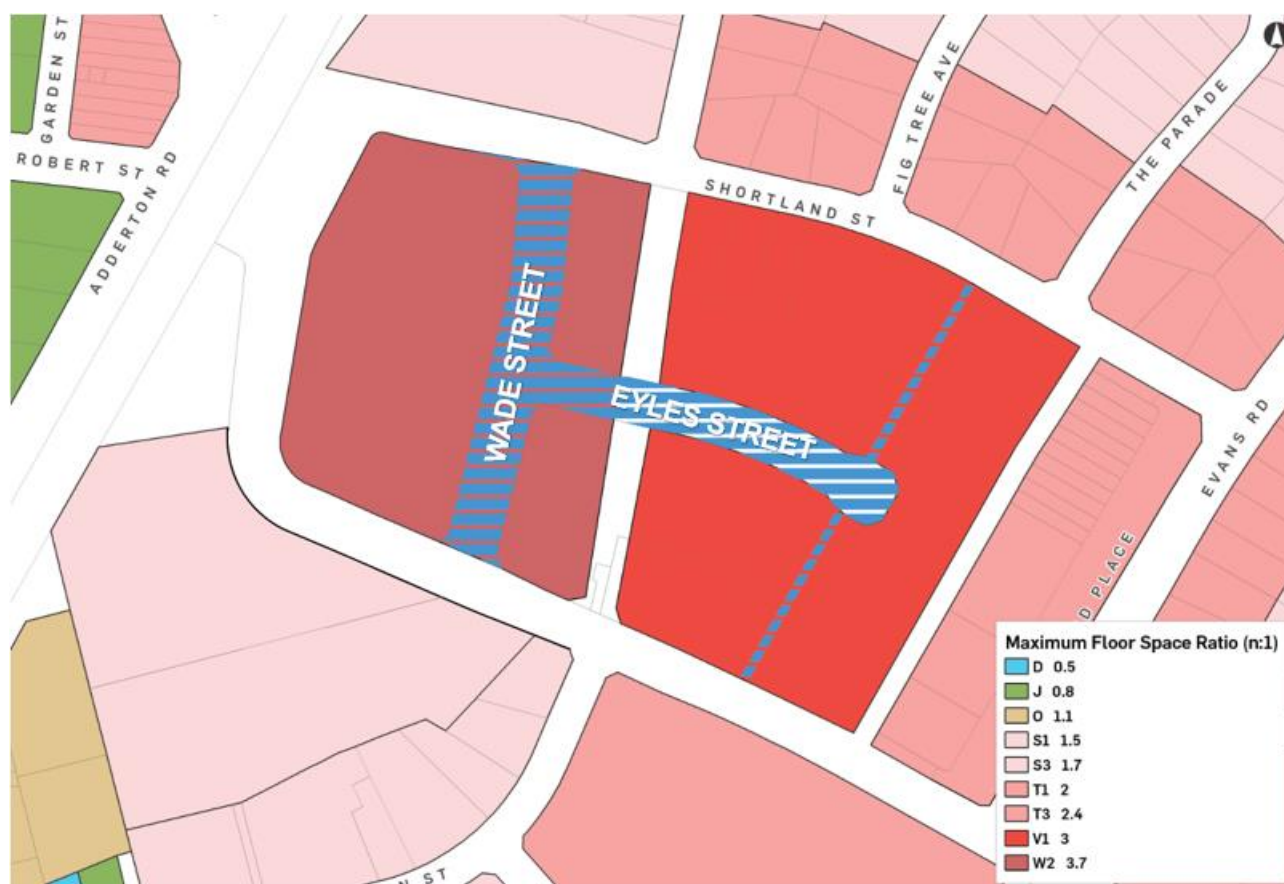 GARDEN ST
ROBERT ST
ADDERTON RD
FIG TREE AVE
THE PARADE
SHORTLAND ST
WADE STREET
EYLES STREET
EVANS RD
D PLACE
N ST
Maximum Floor Space Ratio (n:1)
D 0.5
J 0.8
O 1.1
S1 1.5
S3 1.7
T1 2
T3 2.4
V1 3
W2 3.7